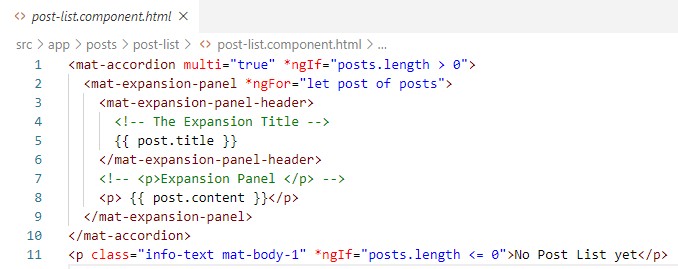 <> post-list.component.html ×
src > app > posts > post-list > <> post-list.component.html > ...
1 <mat-accordion multi="true" *ngIf="posts.length > 0">
2 <mat-expansion-panel *ngFor="let post of posts">
3 <mat-expansion-panel-header>
4 <!-- The Expansion Title -->
5 {{ post.title }}
6 </mat-expansion-panel-header>
7 <!-- <p>Expansion Panel </p> -->
8 <p> {{ post.content }}</p>
9 </mat-expansion-panel>
10 </mat-accordion>
11 <p class="info-text mat-body-1" *ngIf="posts.length <= 0">No Post List yet</p>